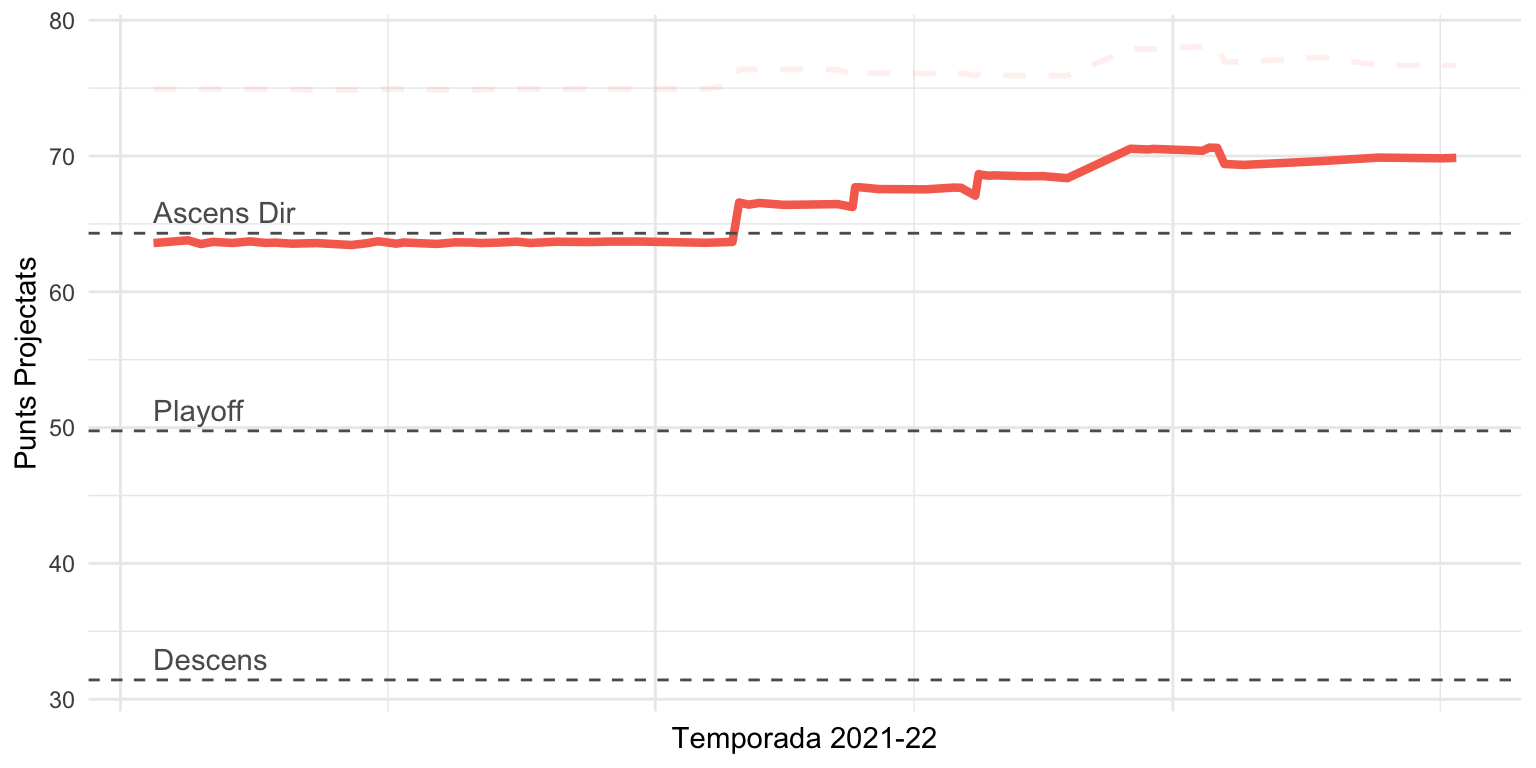 80
70
60
50
40
30
Punts Projectats
Ascens Dir
Playoff
Descens
Temporada 2021-22